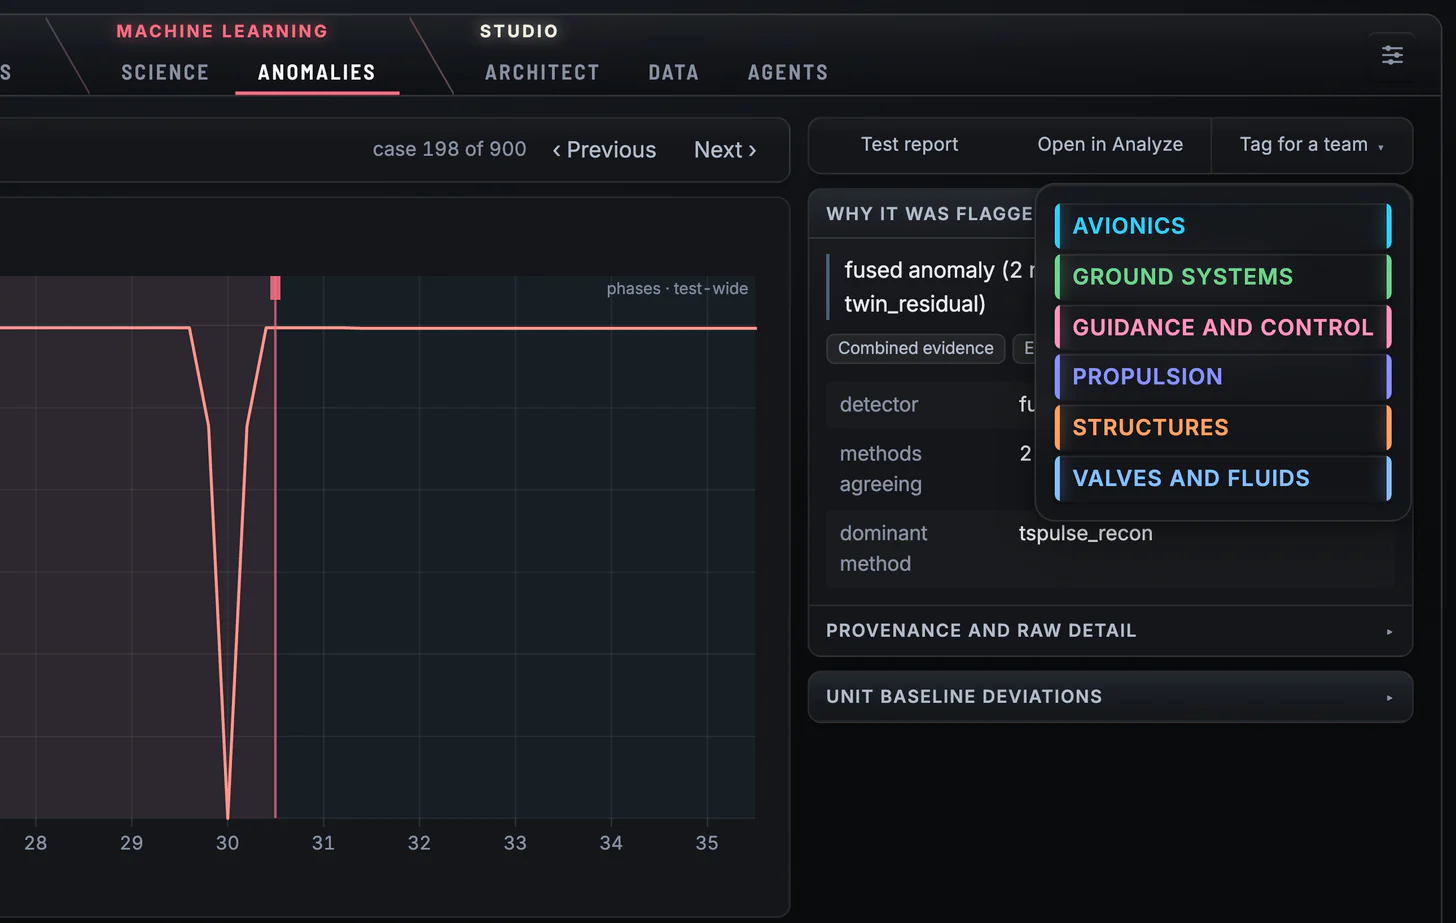 MACHINE LEARNING
STUDIO
S
SCIENCE
ANOMALIES
ARCHITECT
DATA
AGENTS
case 198 of 900
‹ Previous
Next ›
Test report
Open in Analyze
Tag for a team ▾
WHY IT WAS FLAGGE
AVIONICS
GROUND SYSTEMS
GUIDANCE AND CONTROL
PROPULSION
STRUCTURES
VALVES AND FLUIDS
fused anomaly (2
twin_residual)
Combined evidence
E
detector
fu
methods
agreeing
2
dominant
method
tspulse_recon
PROVENANCE AND RAW DETAIL ▸
UNIT BASELINE DEVIATIONS ▸
phases · test-wide
28
29
30
31
32
33
34
35